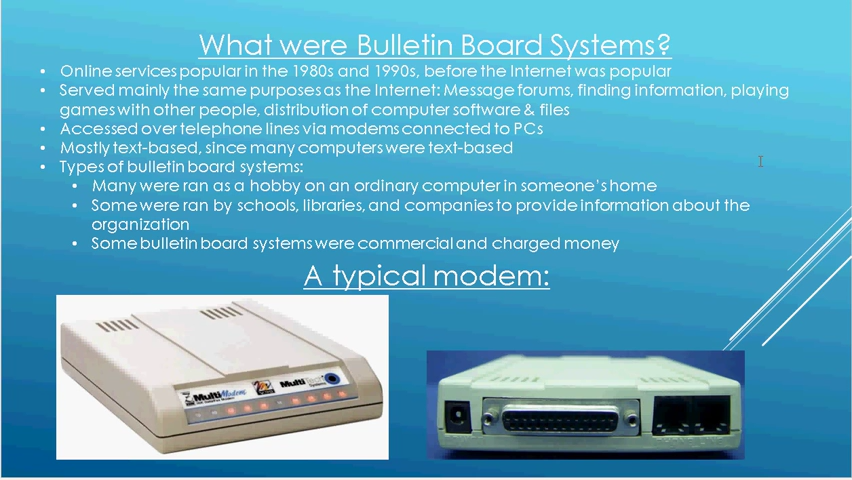 What were Bulletin Board Systems?
• Online services popular in the 1980s and 1990s, before the Internet was popular
• Served mainly the same purposes as the Internet: Message forums, finding information, playing
games with other people, distribution of computer software & files
• Accessed over telephone lines via modems connected to PCs
• Mostly text-based, since many computers were text-based
• Types of bulletin board systems:
• Many were ran as a hobby on an ordinary computer in someone's home
• Some were ran by schools, libraries, and companies to provide information about the
organization
• Some bulletin board systems were commercial and charged money
A typical modem:
MultiModem
MultiTech
Systems